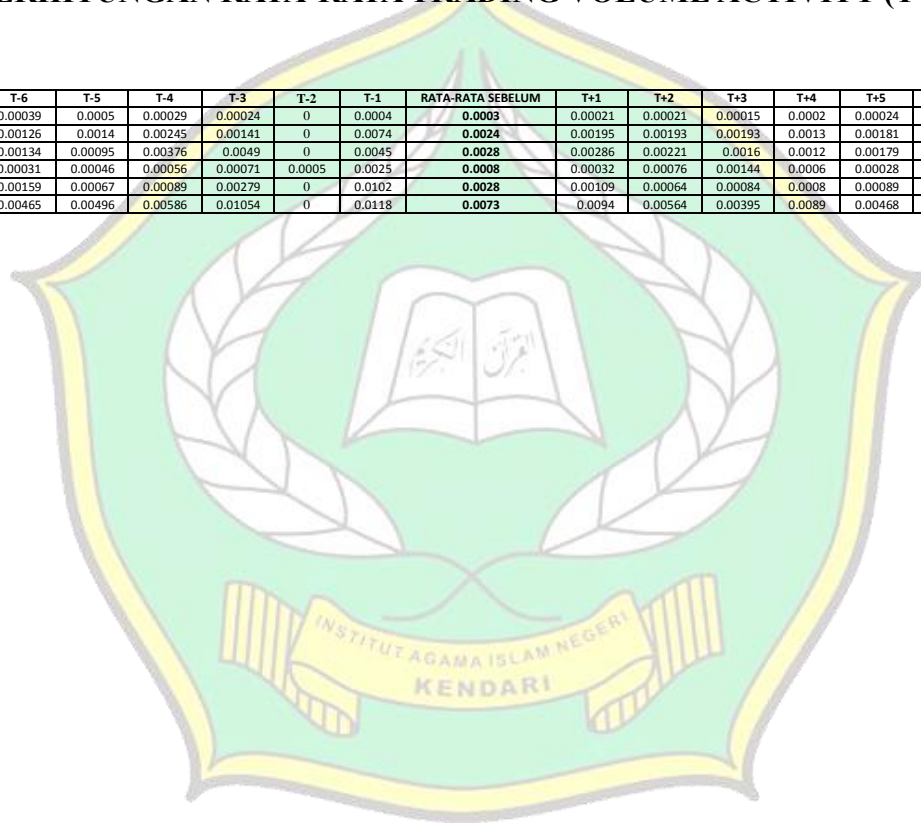 RATA-RATA TRADING VOLUME ACTIVITY
T-6 T-5 T-4 T-3 T-2 T-1 RATA-RATA SEBELUM T+1 T+2 T+3 T+4 T+5
0.00039 0.0005 0.00029 0.00024 0 0.0004 0.0003 0.00021 0.00021 0.00015 0.0002 0.00024
0.00126 0.0014 0.00245 0.00141 0 0.0074 0.0024 0.00195 0.00193 0.00193 0.0013 0.00181
0.00134 0.00095 0.00376 0.0049 0 0.0045 0.0028 0.00286 0.00221 0.0016 0.0012 0.00179
0.00031 0.00046 0.00056 0.00071 0.0005 0.0025 0.0008 0.00032 0.00076 0.00144 0.0006 0.00028
0.00159 0.00067 0.00089 0.00279 0 0.0102 0.0028 0.00109 0.00064 0.00084 0.0008 0.00089
0.00465 0.00496 0.00586 0.01054 0 0.0118 0.0073 0.0094 0.00564 0.00395 0.0089 0.00468
القرآن الكريم
INSTITUT AGAMA ISLAM NEGERI
KENDARI